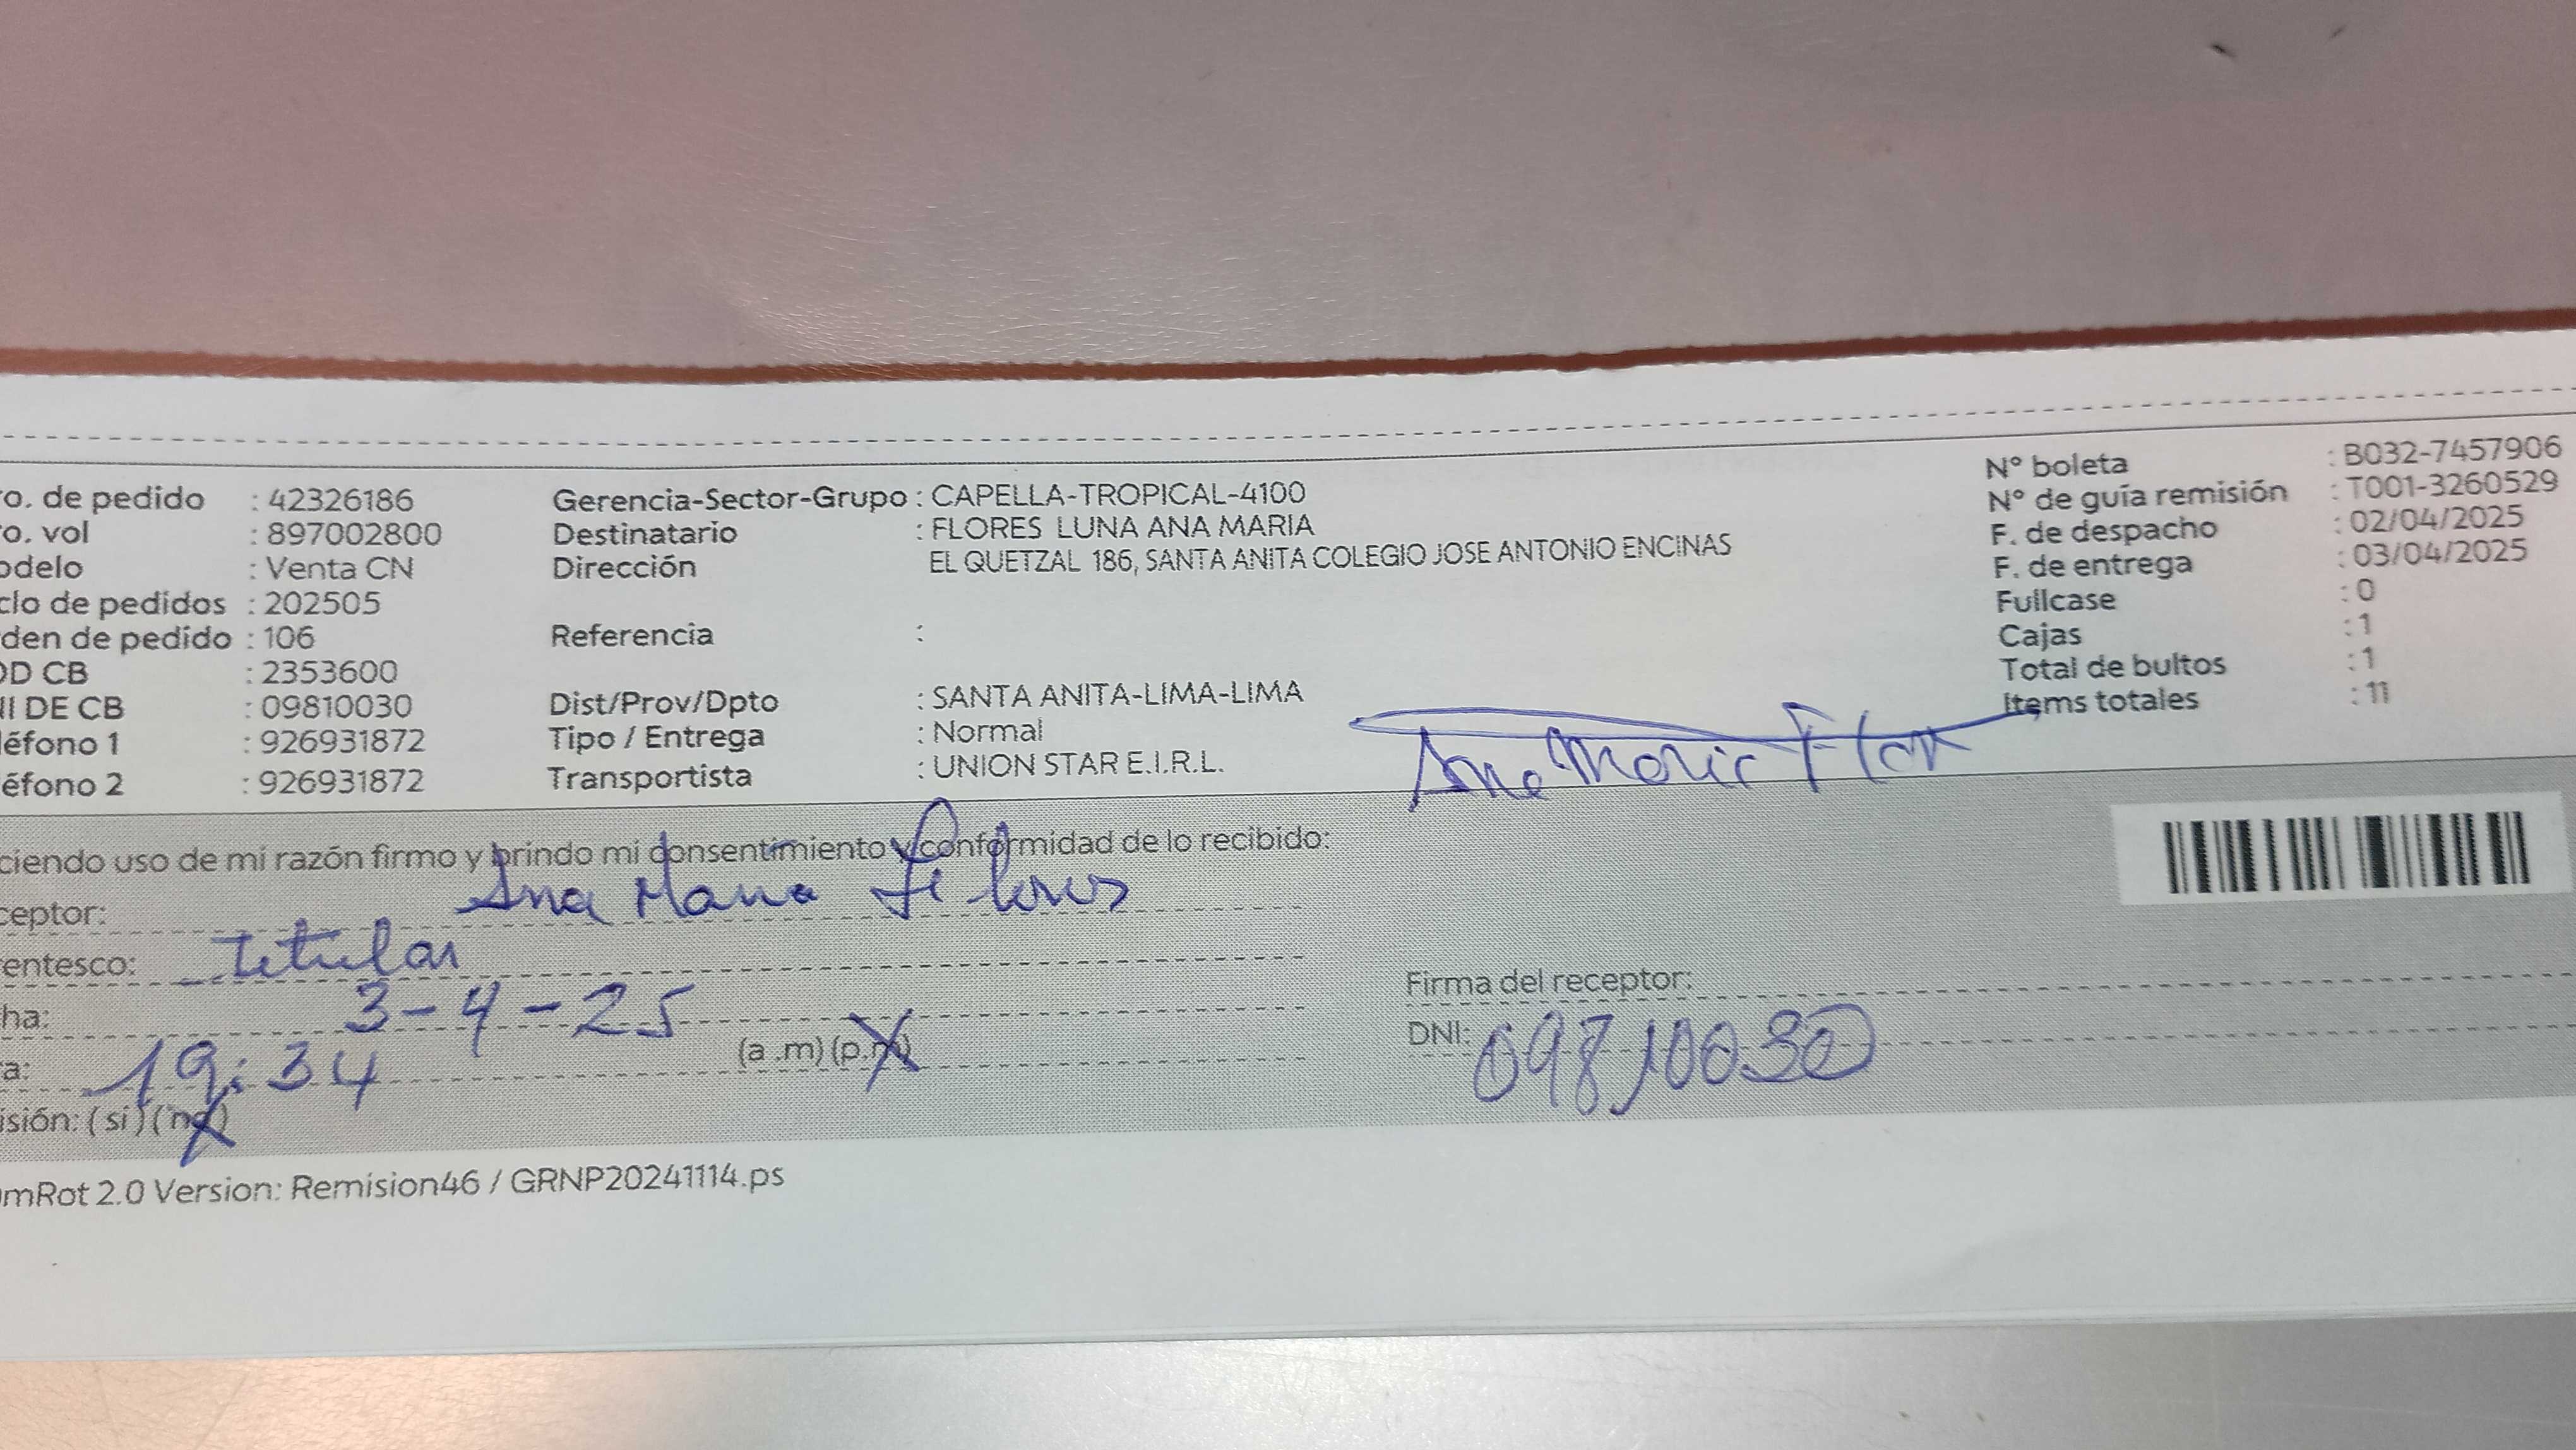 o. de pedido : 42326186
o. vol : 897002800
odelo : Venta CN
clo de pedidos : 202505
den de pedido : 106
OD CB : 2353600
NI DE CB : 09810030
léfono 1 : 926931872
éfono 2 : 926931872
Gerencia-Sector-Grupo : CAPELLA-TROPICAL-4100
Destinatario : FLORES LUNA ANA MARIA
Dirección EL QUETZAL 186, SANTA ANITA COLEGIO JOSE ANTONIO ENCINAS
Referencia :
Dist/Prov/Dpto : SANTA ANITA-LIMA-LIMA
Tipo / Entrega : Normal
Transportista : UNION STAR E.I.R.L.
N° boleta : B032-7457906
N° de guía remisión : T001-3260529
F. de despacho : 02/04/2025
F. de entrega : 03/04/2025
Fullcase : 0
Cajas : 1
Total de bultos : 1
Items totales : 11
Ana Maria Flor
ciendo uso de mi razón firmo y brindo mi consentimiento y conformidad de lo recibido:
ceptor: Ana Maria Flores
rentesco: Titular
ha: 3-4-25
a: 19:34 (a .m) (p.m)
isión: ( si ) ( no )
Firma del receptor:
DNI: 09810030
mRot 2.0 Version: Remision46 / GRNP20241114.ps